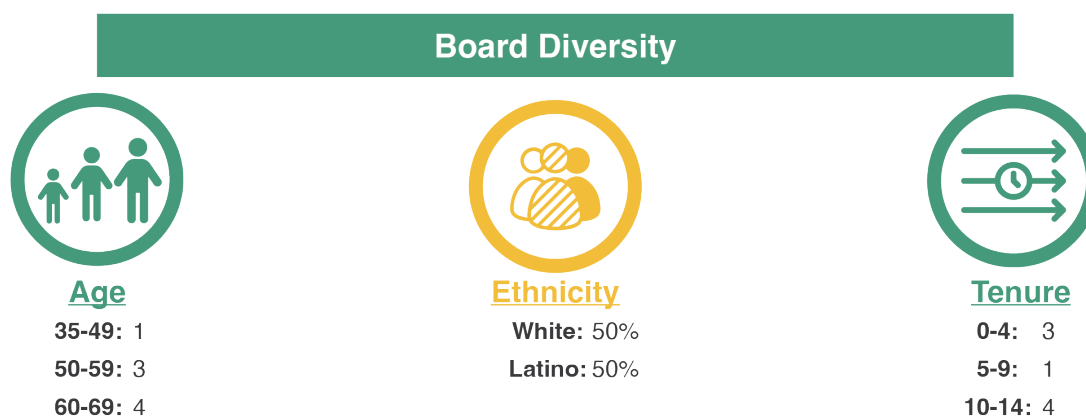 Board Diversity
Age
35-49: 1
50-59: 3
60-69: 4
Ethnicity
White: 50%
Latino: 50%
Tenure
0-4: 3
5-9: 1
10-14: 4